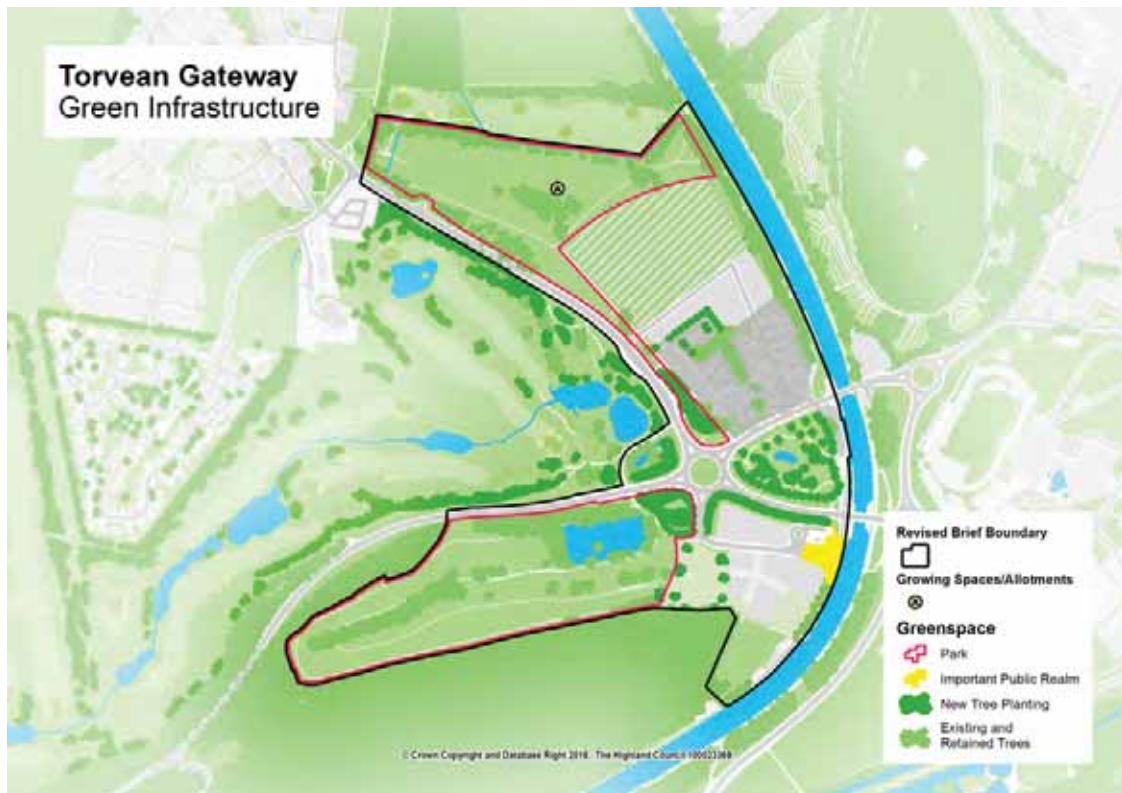 Torvean Gateway
Green Infrastructure
A
Revised Brief Boundary
Growing Spaces/Allotments
A
Greenspace
Park
Important Public Realm
New Tree Planting
Existing and
Retained Trees
© Crown Copyright and Database Right 2016. The Highland Council 100023369